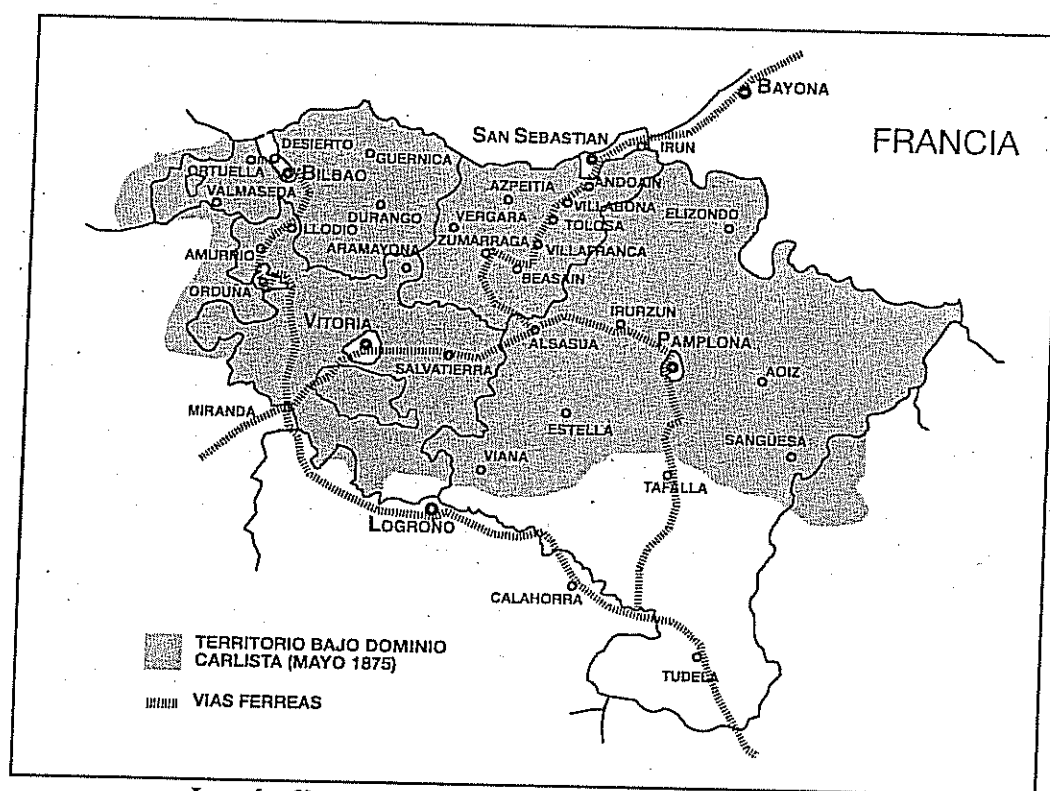 BAYONA
SAN SEBASTIAN
IRUN
FRANCIA
DESIERTO
GUERNICA
ORTUELLA
BILBAO
AZPEITIA
ANDOAIN
VALMASEDA
VILLABONA
ELIZONDO
DURANGO
VERGARA
TOLOSA
LLODIO
ZUMARRAGA
VILLAFRANCA
AMURRIO
ARAMAYONA
BEASAIN
ORDUÑA
VITORIA
IRURZUN
ALSASUA
PAMPLONA
SALVATIERRA
AOIZ
MIRANDA
ESTELLA
SANGÜESA
VIANA
TAFALLA
LOGROÑO
CALAHORRA
TERRITORIO BAJO DOMINIO
CARLISTA (MAYO 1875)
TUDELA
VIAS FERREAS